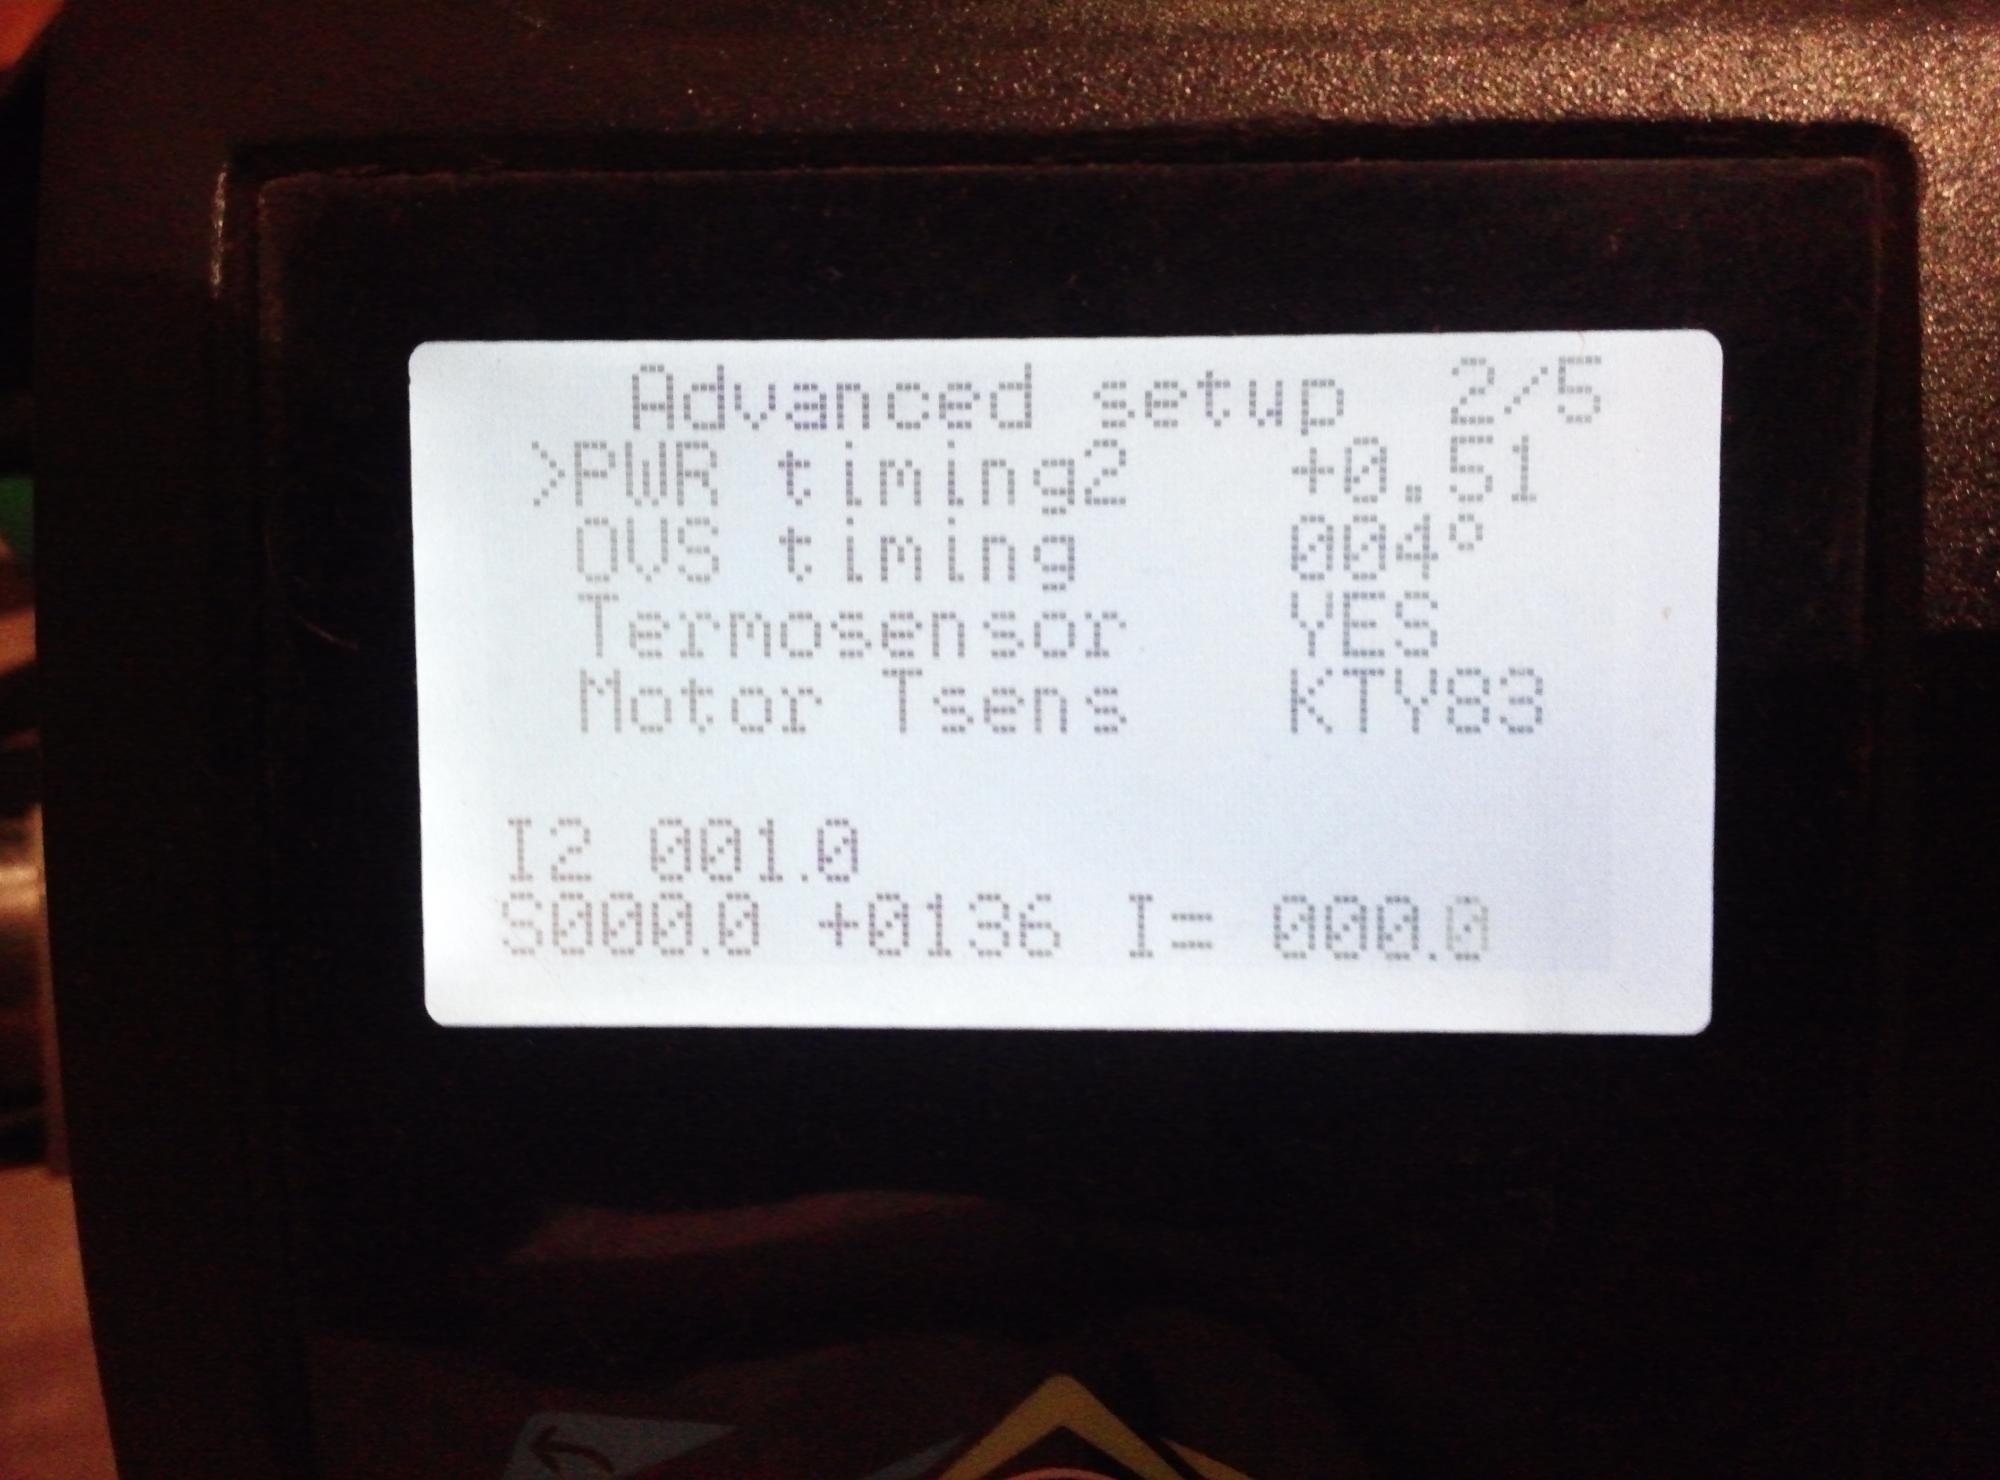 Advanced setup 2/5
>PWR timing2 +0.51
OVS timing 004°
Termosensor YES
Motor Tsens KTY83
I2 001.0
S000.0 +0136 I= 000.0